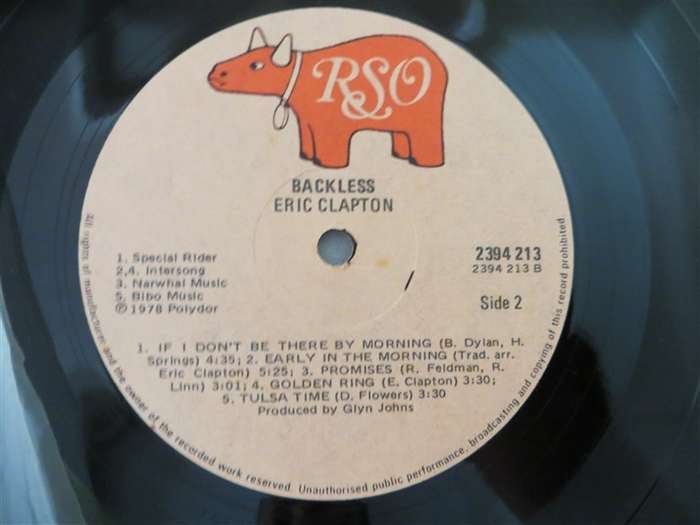 RSO
BACKLESS
ERIC CLAPTON
1. Special Rider
2,4. Intersong
3. Narwhal Music
5. Bibo Music
℗ 1978 Polydor
2394 213
2394 213 B
Side 2
1. IF I DON'T BE THERE BY MORNING (B. Dylan, H.
Springs) 4:35; 2. EARLY IN THE MORNING (Trad. arr.
Eric Clapton) 5:25; 3. PROMISES (R. Feldman, R.
Linn) 3:01; 4. GOLDEN RING (E. Clapton) 3:30;
5. TULSA TIME (D. Flowers) 3:30
Produced by Glyn Johns
All rights of the manufacturer and the owner of the recorded work reserved. Unauthorised public performance, broadcasting and copying of this record prohibited.